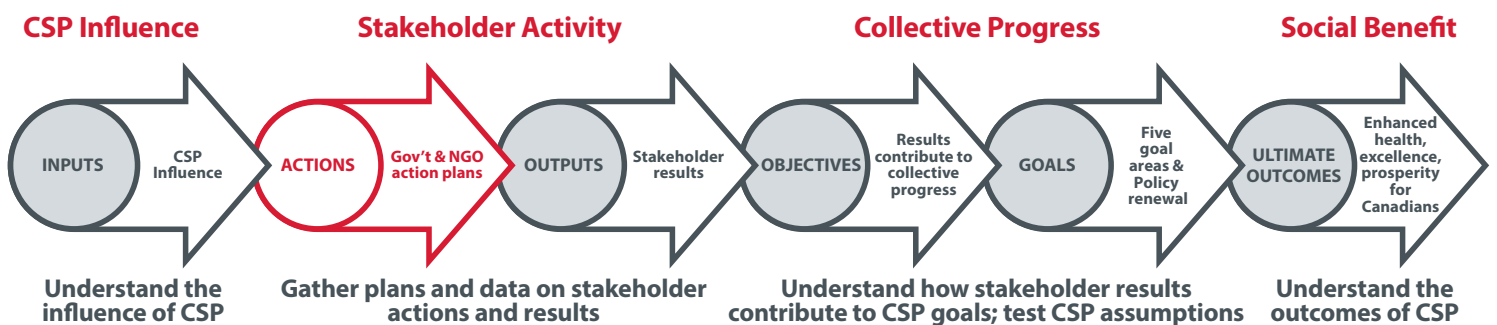 CSP Influence
Stakeholder Activity
Collective Progress
Social Benefit
INPUTS
CSP
Influence
ACTIONS
Gov't & NGO
action plans
OUTPUTS
Stakeholder
results
OBJECTIVES
Results
contribute to
collective
progress
GOALS
Five
goal
areas &
Policy
renewal
ULTIMATE
OUTCOMES
Enhanced
health,
excellence,
prosperity
for
Canadians
Understand the
influence of CSP
Gather plans and data on stakeholder
actions and results
Understand how stakeholder results
contribute to CSP goals; test CSP assumptions
Understand the
outcomes of CSP